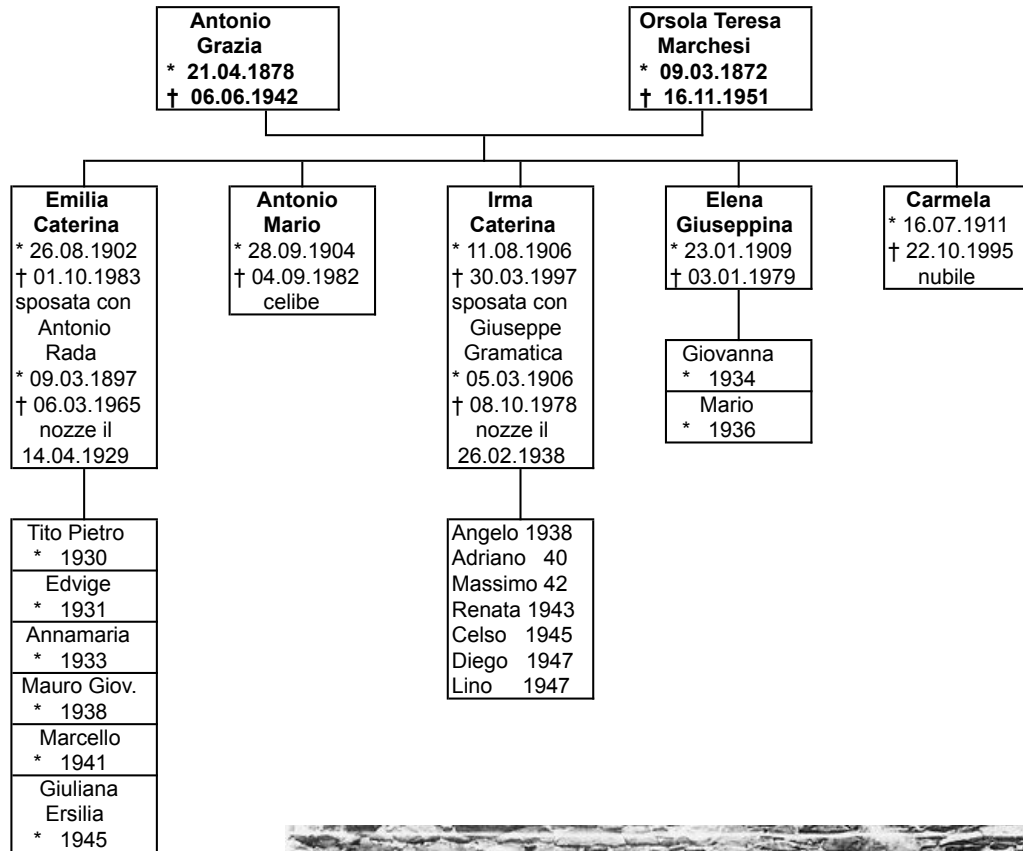 Antonio
Grazia
* 21.04.1878
† 06.06.1942
Orsola Teresa
Marchesi
* 09.03.1872
† 16.11.1951
Emilia
Caterina
* 26.08.1902
† 01.10.1983
sposata con
Antonio
Rada
* 09.03.1897
† 06.03.1965
nozze il
14.04.1929
Antonio
Mario
* 28.09.1904
† 04.09.1982
celibe
Irma
Caterina
* 11.08.1906
† 30.03.1997
sposata con
Giuseppe
Gramatica
* 05.03.1906
† 08.10.1978
nozze il
26.02.1938
Elena
Giuseppina
* 23.01.1909
† 03.01.1979
Carmela
* 16.07.1911
† 22.10.1995
nubile
Giovanna
* 1934
Mario
* 1936
Tito Pietro
* 1930
Edvige
* 1931
Annamaria
* 1933
Mauro Giov.
* 1938
Marcello
* 1941
Giuliana
Ersilia
* 1945
Angelo 1938
Adriano 40
Massimo 42
Renata 1943
Celso 1945
Diego 1947
Lino 1947